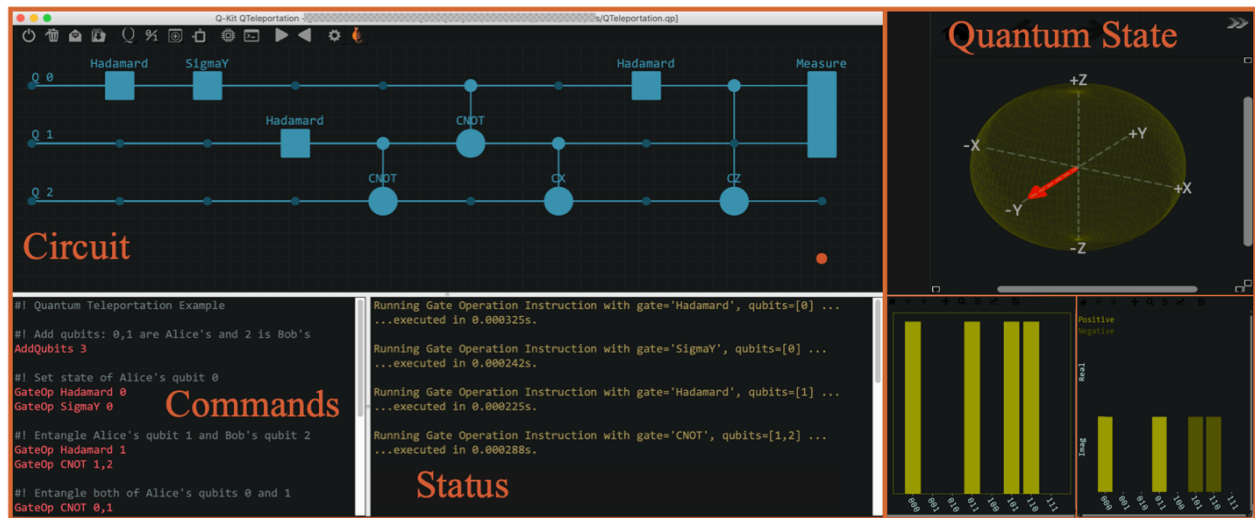 Q-Kit QTeleportation - s/QTeleportation.qp]
Quantum State
Hadamard SigmaY Hadamard Measure
Q 0
Hadamard CNOT
Q 1
CNOT CX CZ
Q 2
Circuit
+Z
+Y
-X
+X
-Y
-Z
#! Quantum Teleportation Example
#! Add qubits: 0,1 are Alice's and 2 is Bob's
AddQubits 3
#! Set state of Alice's qubit 0
GateOp Hadamard 0
GateOp SigmaY 0
Commands
#! Entangle Alice's qubit 1 and Bob's qubit 2
GateOp Hadamard 1
GateOp CNOT 1,2
#! Entangle both of Alice's qubits 0 and 1
GateOp CNOT 0,1
Running Gate Operation Instruction with gate='Hadamard', qubits=[0] ...
...executed in 0.000325s.
Running Gate Operation Instruction with gate='SigmaY', qubits=[0] ...
...executed in 0.000242s.
Running Gate Operation Instruction with gate='Hadamard', qubits=[1] ...
...executed in 0.000225s.
Running Gate Operation Instruction with gate='CNOT', qubits=[1,2] ...
...executed in 0.000288s.
Status
000 001 010 011 100 101 110 111
Positive
Negative
Real
Imag
000 001 010 011 100 101 110 111